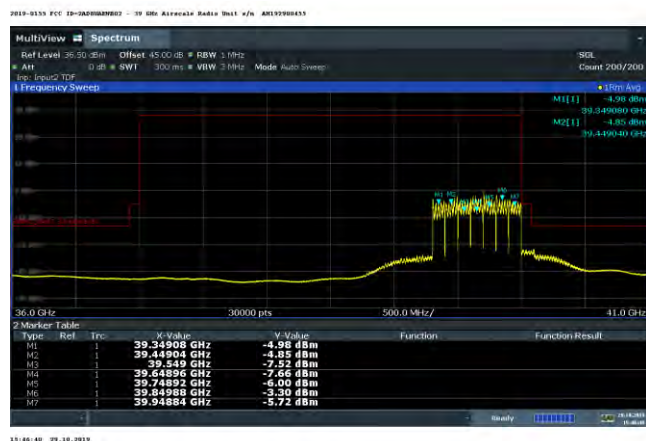 2019-0155 FCC ID=2AD8UAEWB02 - 39 GHz Airscale Radio Unit s/n AH192908455
MultiView Spectrum
Ref Level 36.50 dBm Offset 45.00 dB RBW 1 MHz SGL
Att 0 dB SWT 300 ms VBW 3 MHz Mode Auto Sweep Count 200/200
Inp: Input2 TDF
1 Frequency Sweep 1Rm Avg
M1[1] -4.98 dBm
39.349080 GHz
M2[1] -4.85 dBm
39.449040 GHz
M1 M2 M6
36.0 GHz 30000 pts 500.0 MHz/ 41.0 GHz
2 Marker Table
Type Ref Trc X-Value Y-Value Function Function Result
M1 1 39.34908 GHz -4.98 dBm
M2 1 39.44904 GHz -4.85 dBm
M3 1 39.549 GHz -7.52 dBm
M4 1 39.64896 GHz -7.66 dBm
M5 1 39.74892 GHz -6.00 dBm
M6 1 39.84988 GHz -3.30 dBm
M7 1 39.94884 GHz -5.72 dBm
Ready
15:46:40 29.10.2019